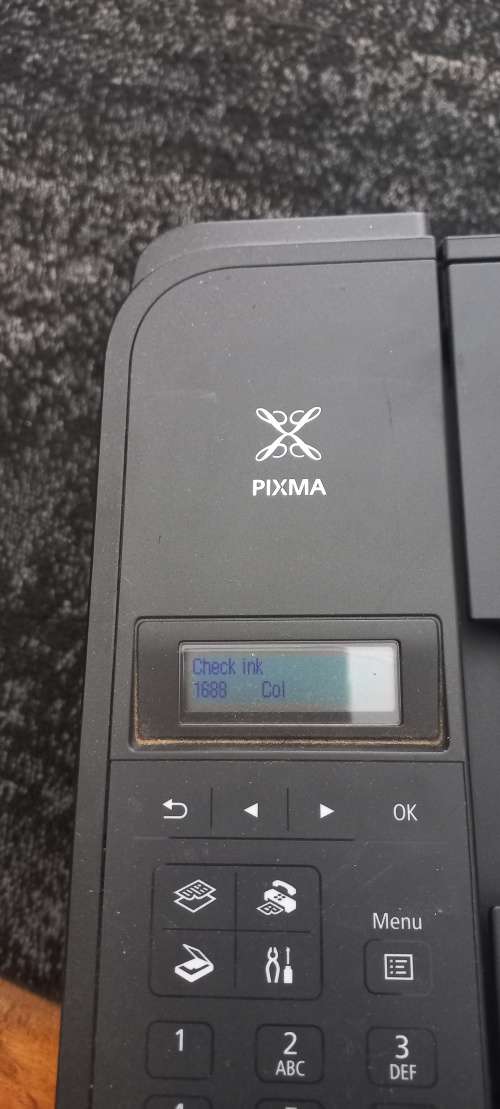 PIXMA
Check ink
1688 Col
OK
Menu
1
2
3
ABC
DEF